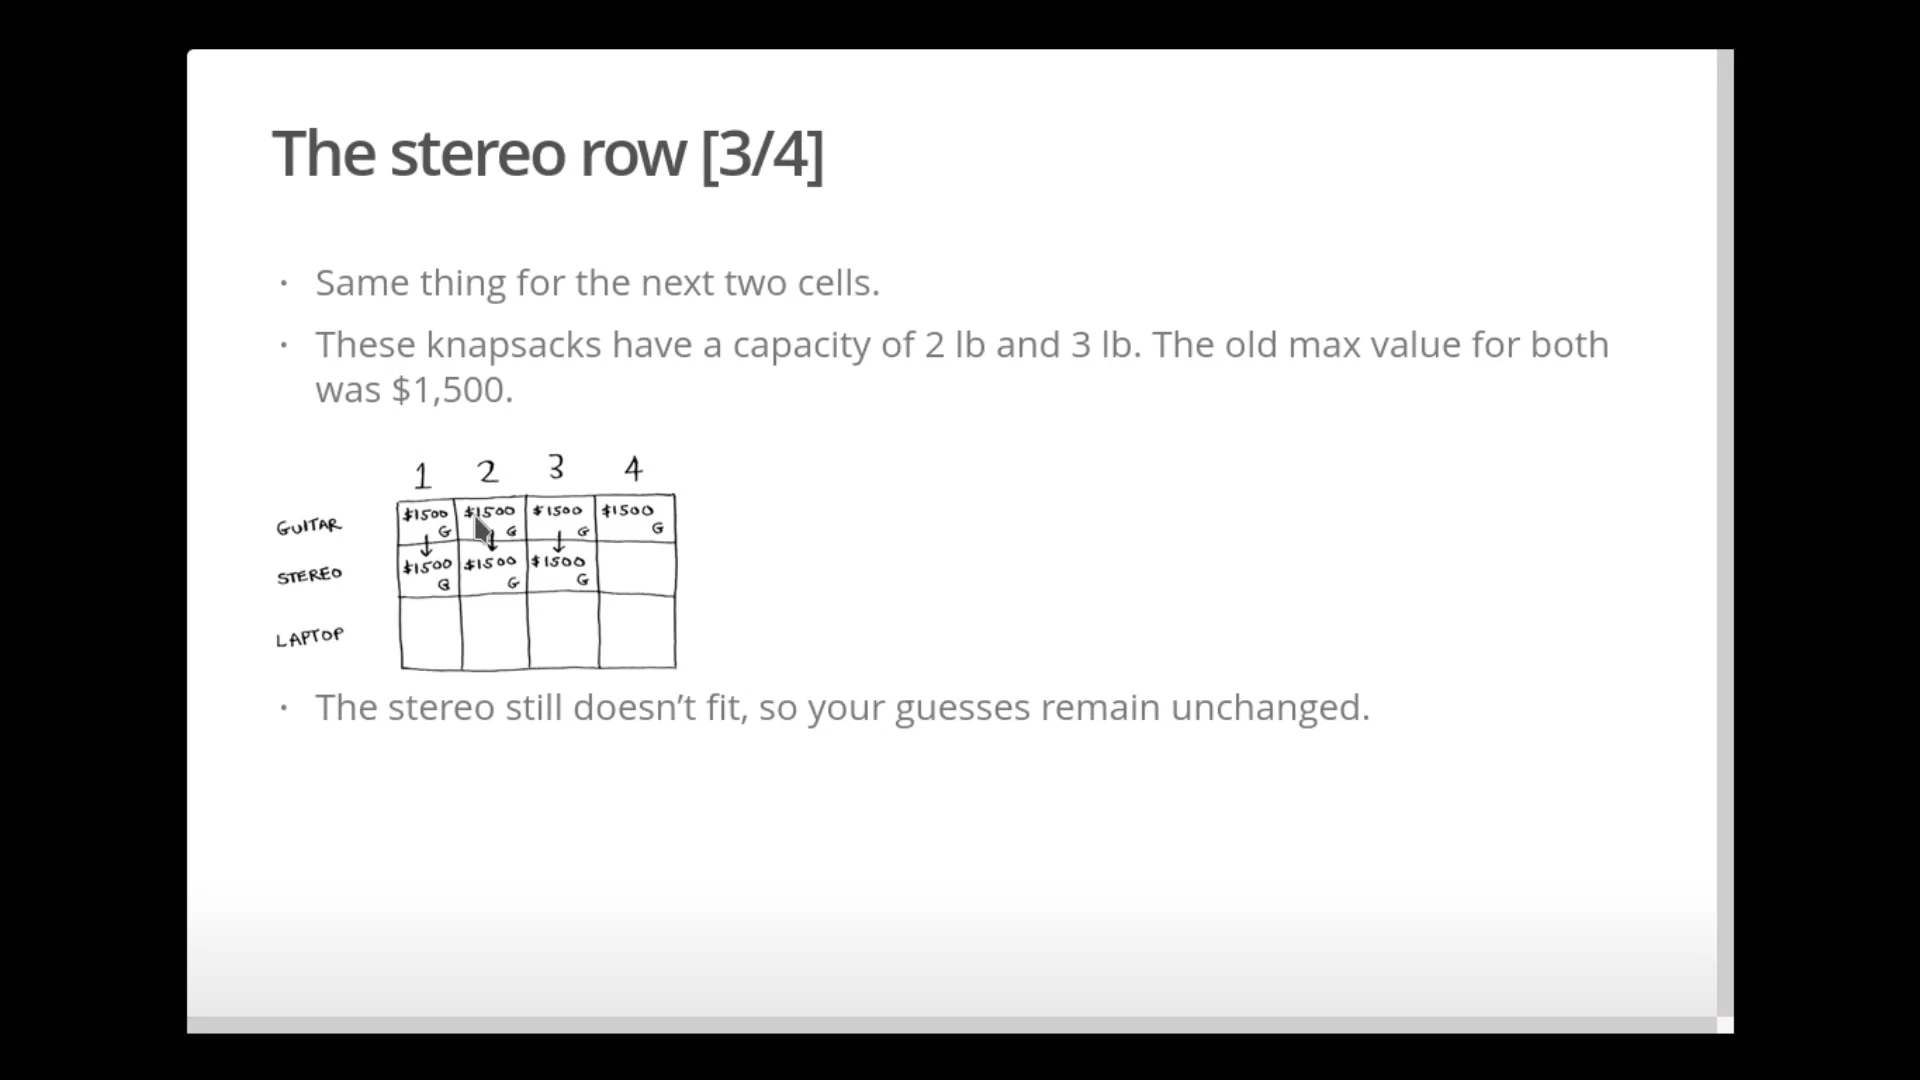 The stereo row [3/4]
· Same thing for the next two cells.
· These knapsacks have a capacity of 2 lb and 3 lb. The old max value for both
was $1,500.
1 2 3 4
GUITAR $1500 G $1500 G $1500 G $1500 G
STEREO $1500 G $1500 G $1500 G
LAPTOP
· The stereo still doesn’t fit, so your guesses remain unchanged.